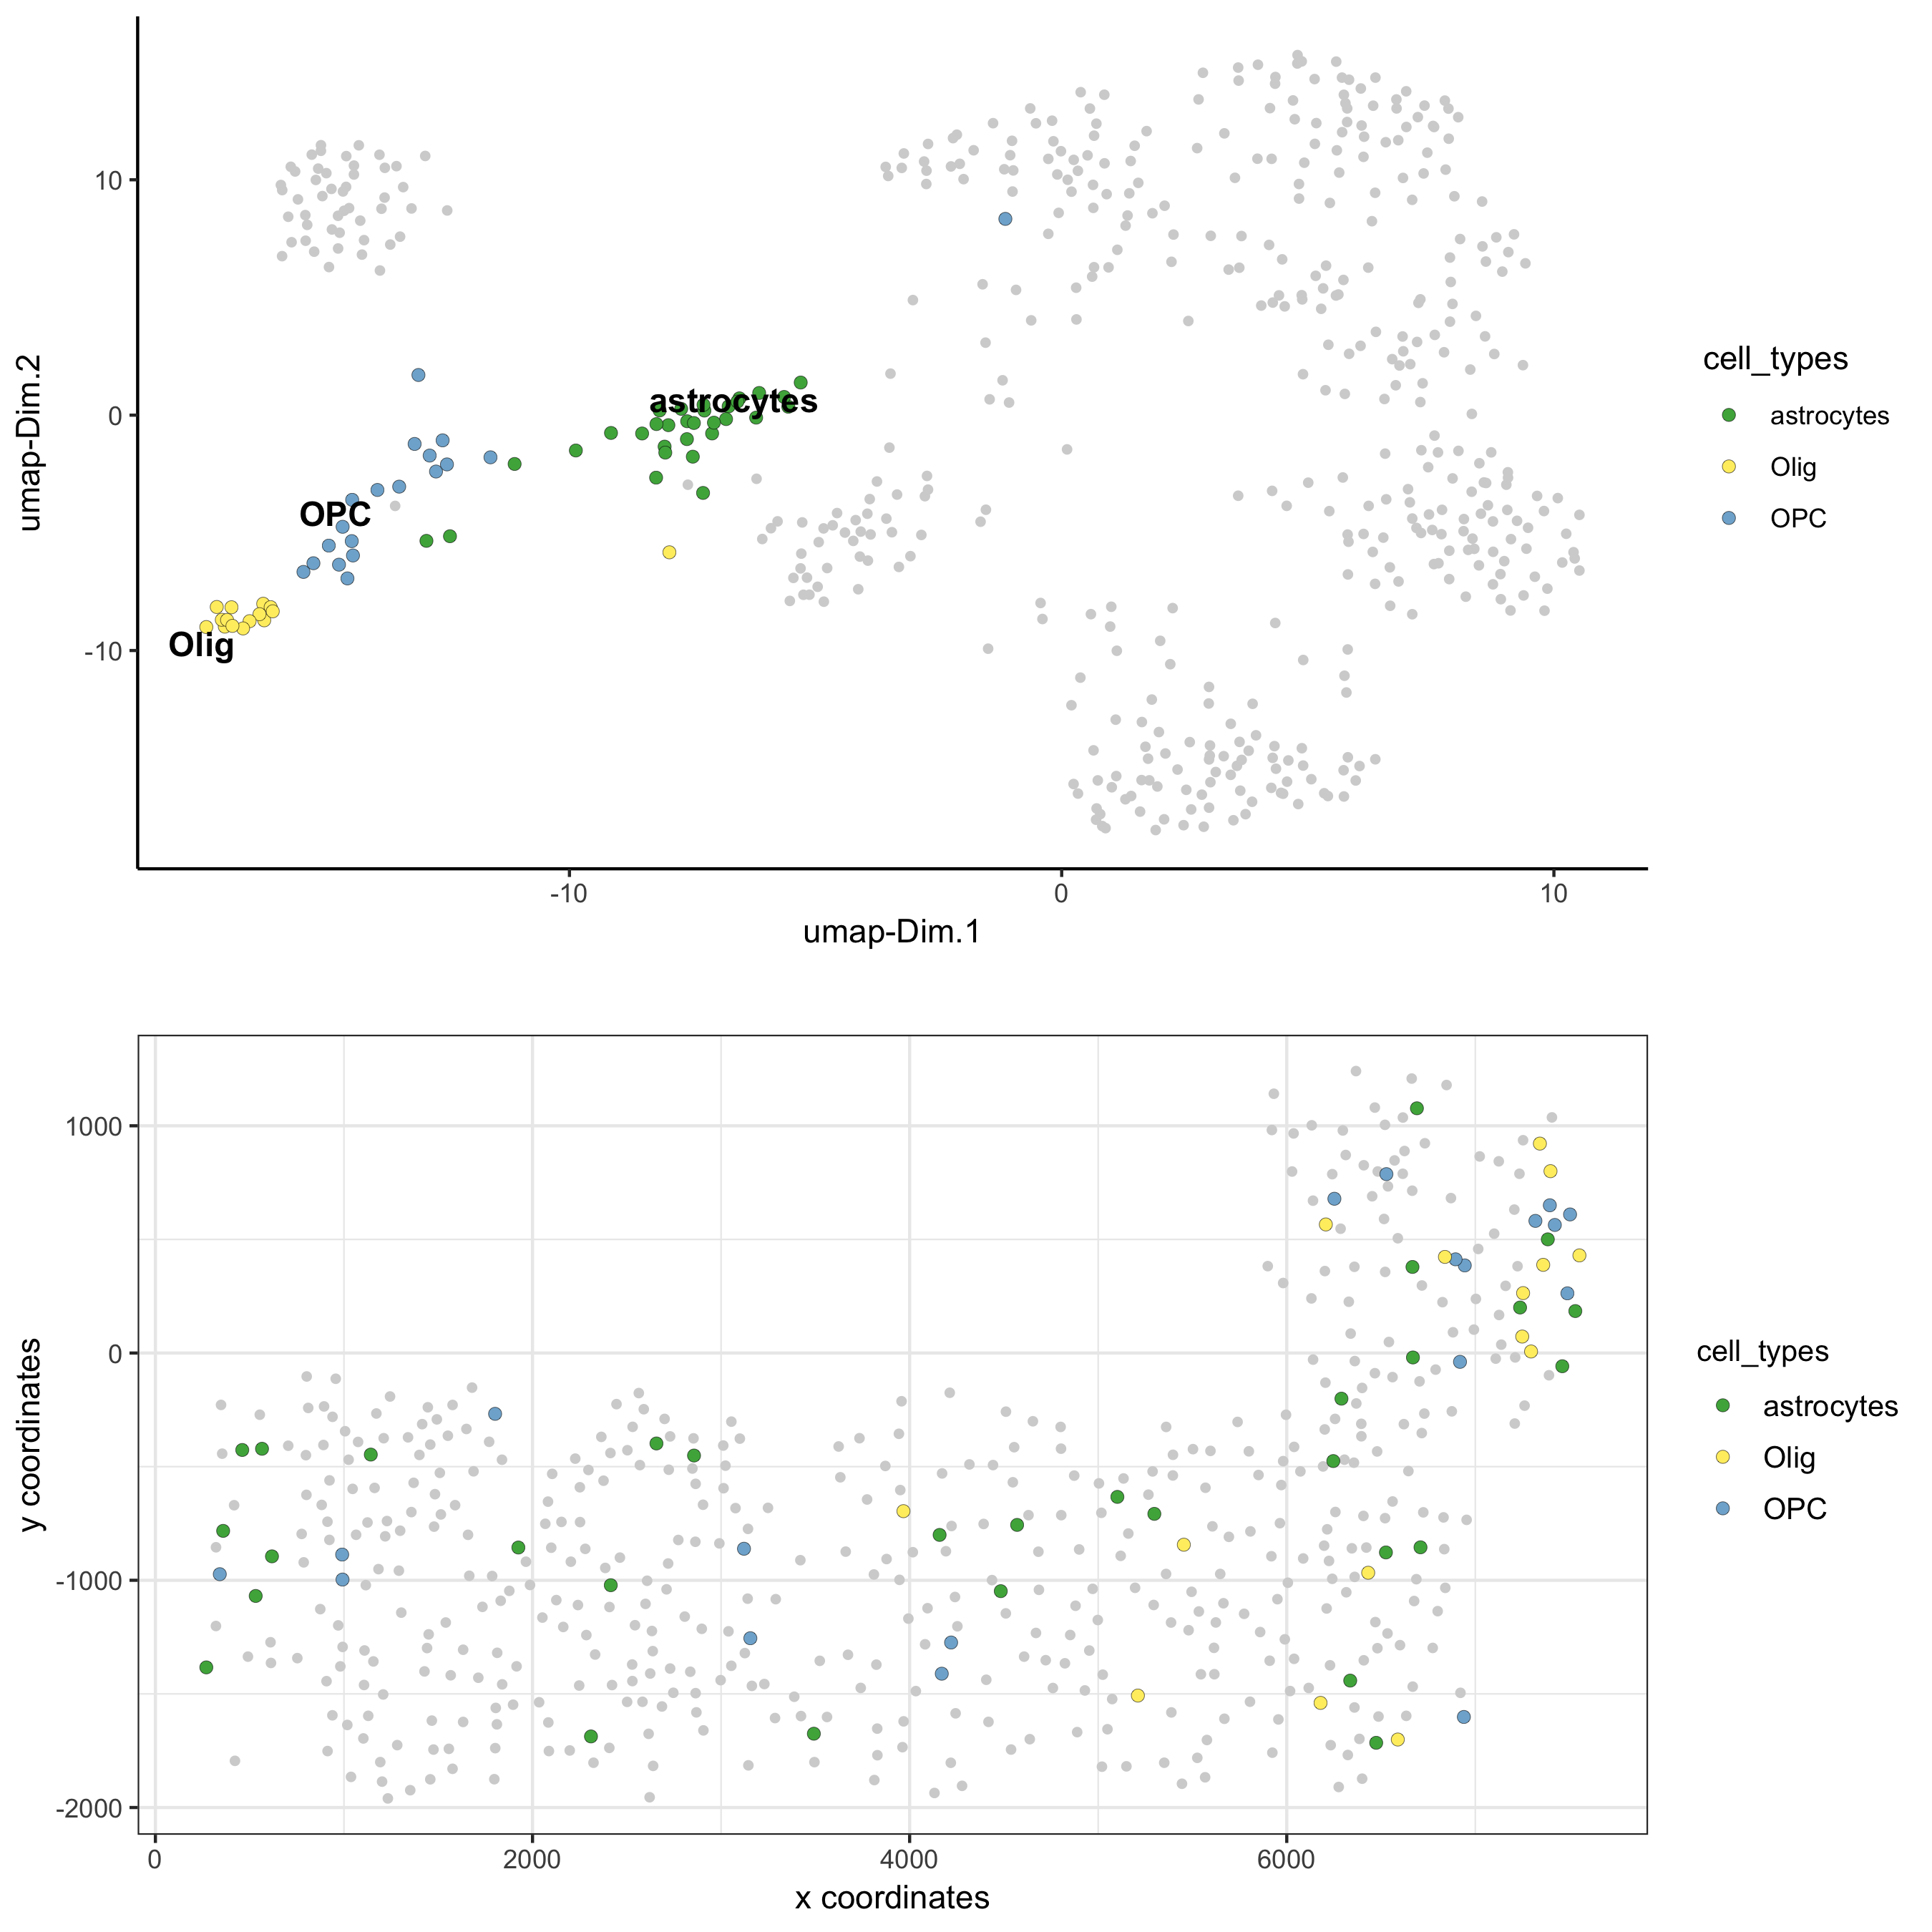 umap-Dim.2
10
0
-10
astrocytes
OPC
Olig
-10
0
10
umap-Dim.1
cell_types
astrocytes
Olig
OPC
y coordinates
1000
0
-1000
-2000
0
2000
4000
6000
x coordinates
cell_types
astrocytes
Olig
OPC